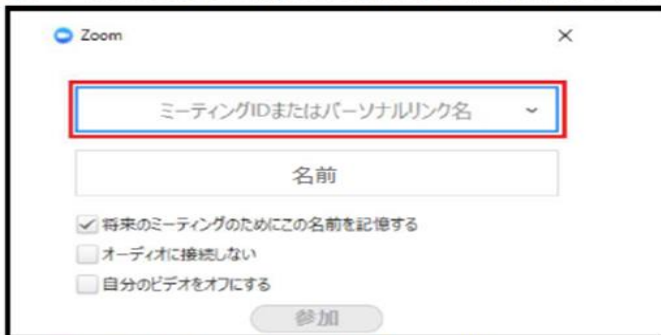 Zoom
ミーティングIDまたはパーソナルリンク名
名前
将来のミーティングのためにこの名前を記憶する
オーディオに接続しない
自分のビデオをオフにする
参加